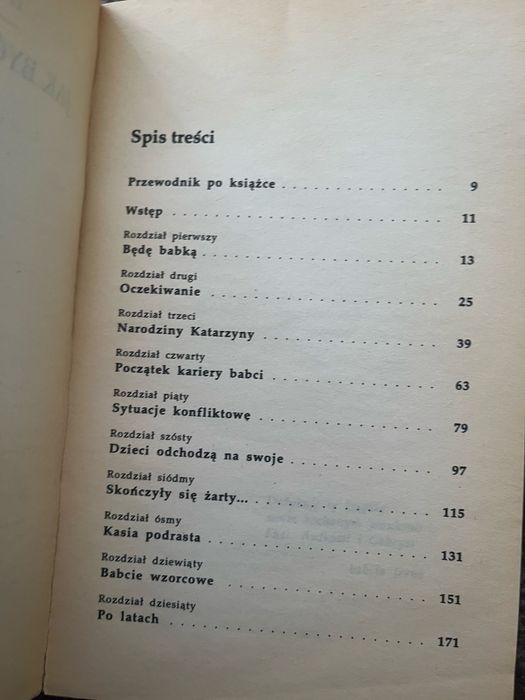 Spis treści
Przewodnik po książce . . . . . . . . . . . . . . 9
Wstęp . . . . . . . . . . . . . . . . . . . . . . . 11
Rozdział pierwszy
Będę babką . . . . . . . . . . . . . . . . . . . . 13
Rozdział drugi
Oczekiwanie . . . . . . . . . . . . . . . . . . . . 25
Rozdział trzeci
Narodziny Katarzyny . . . . . . . . . . . . . . . . 39
Rozdział czwarty
Początek kariery babci . . . . . . . . . . . . . . . 63
Rozdział piąty
Sytuacje konfliktowę . . . . . . . . . . . . . . . . 79
Rozdział szósty
Dzieci odchodzą na swoje . . . . . . . . . . . . . . 97
Rozdział siódmy
Skończyły się żarty... . . . . . . . . . . . . . . . . 115
Rozdział ósmy
Kasia podrasta . . . . . . . . . . . . . . . . . . . 131
Rozdział dziewiąty
Babcie wzorcowe . . . . . . . . . . . . . . . . . . 151
Rozdział dziesiąty
Po latach . . . . . . . . . . . . . . . . . . . . . . 171